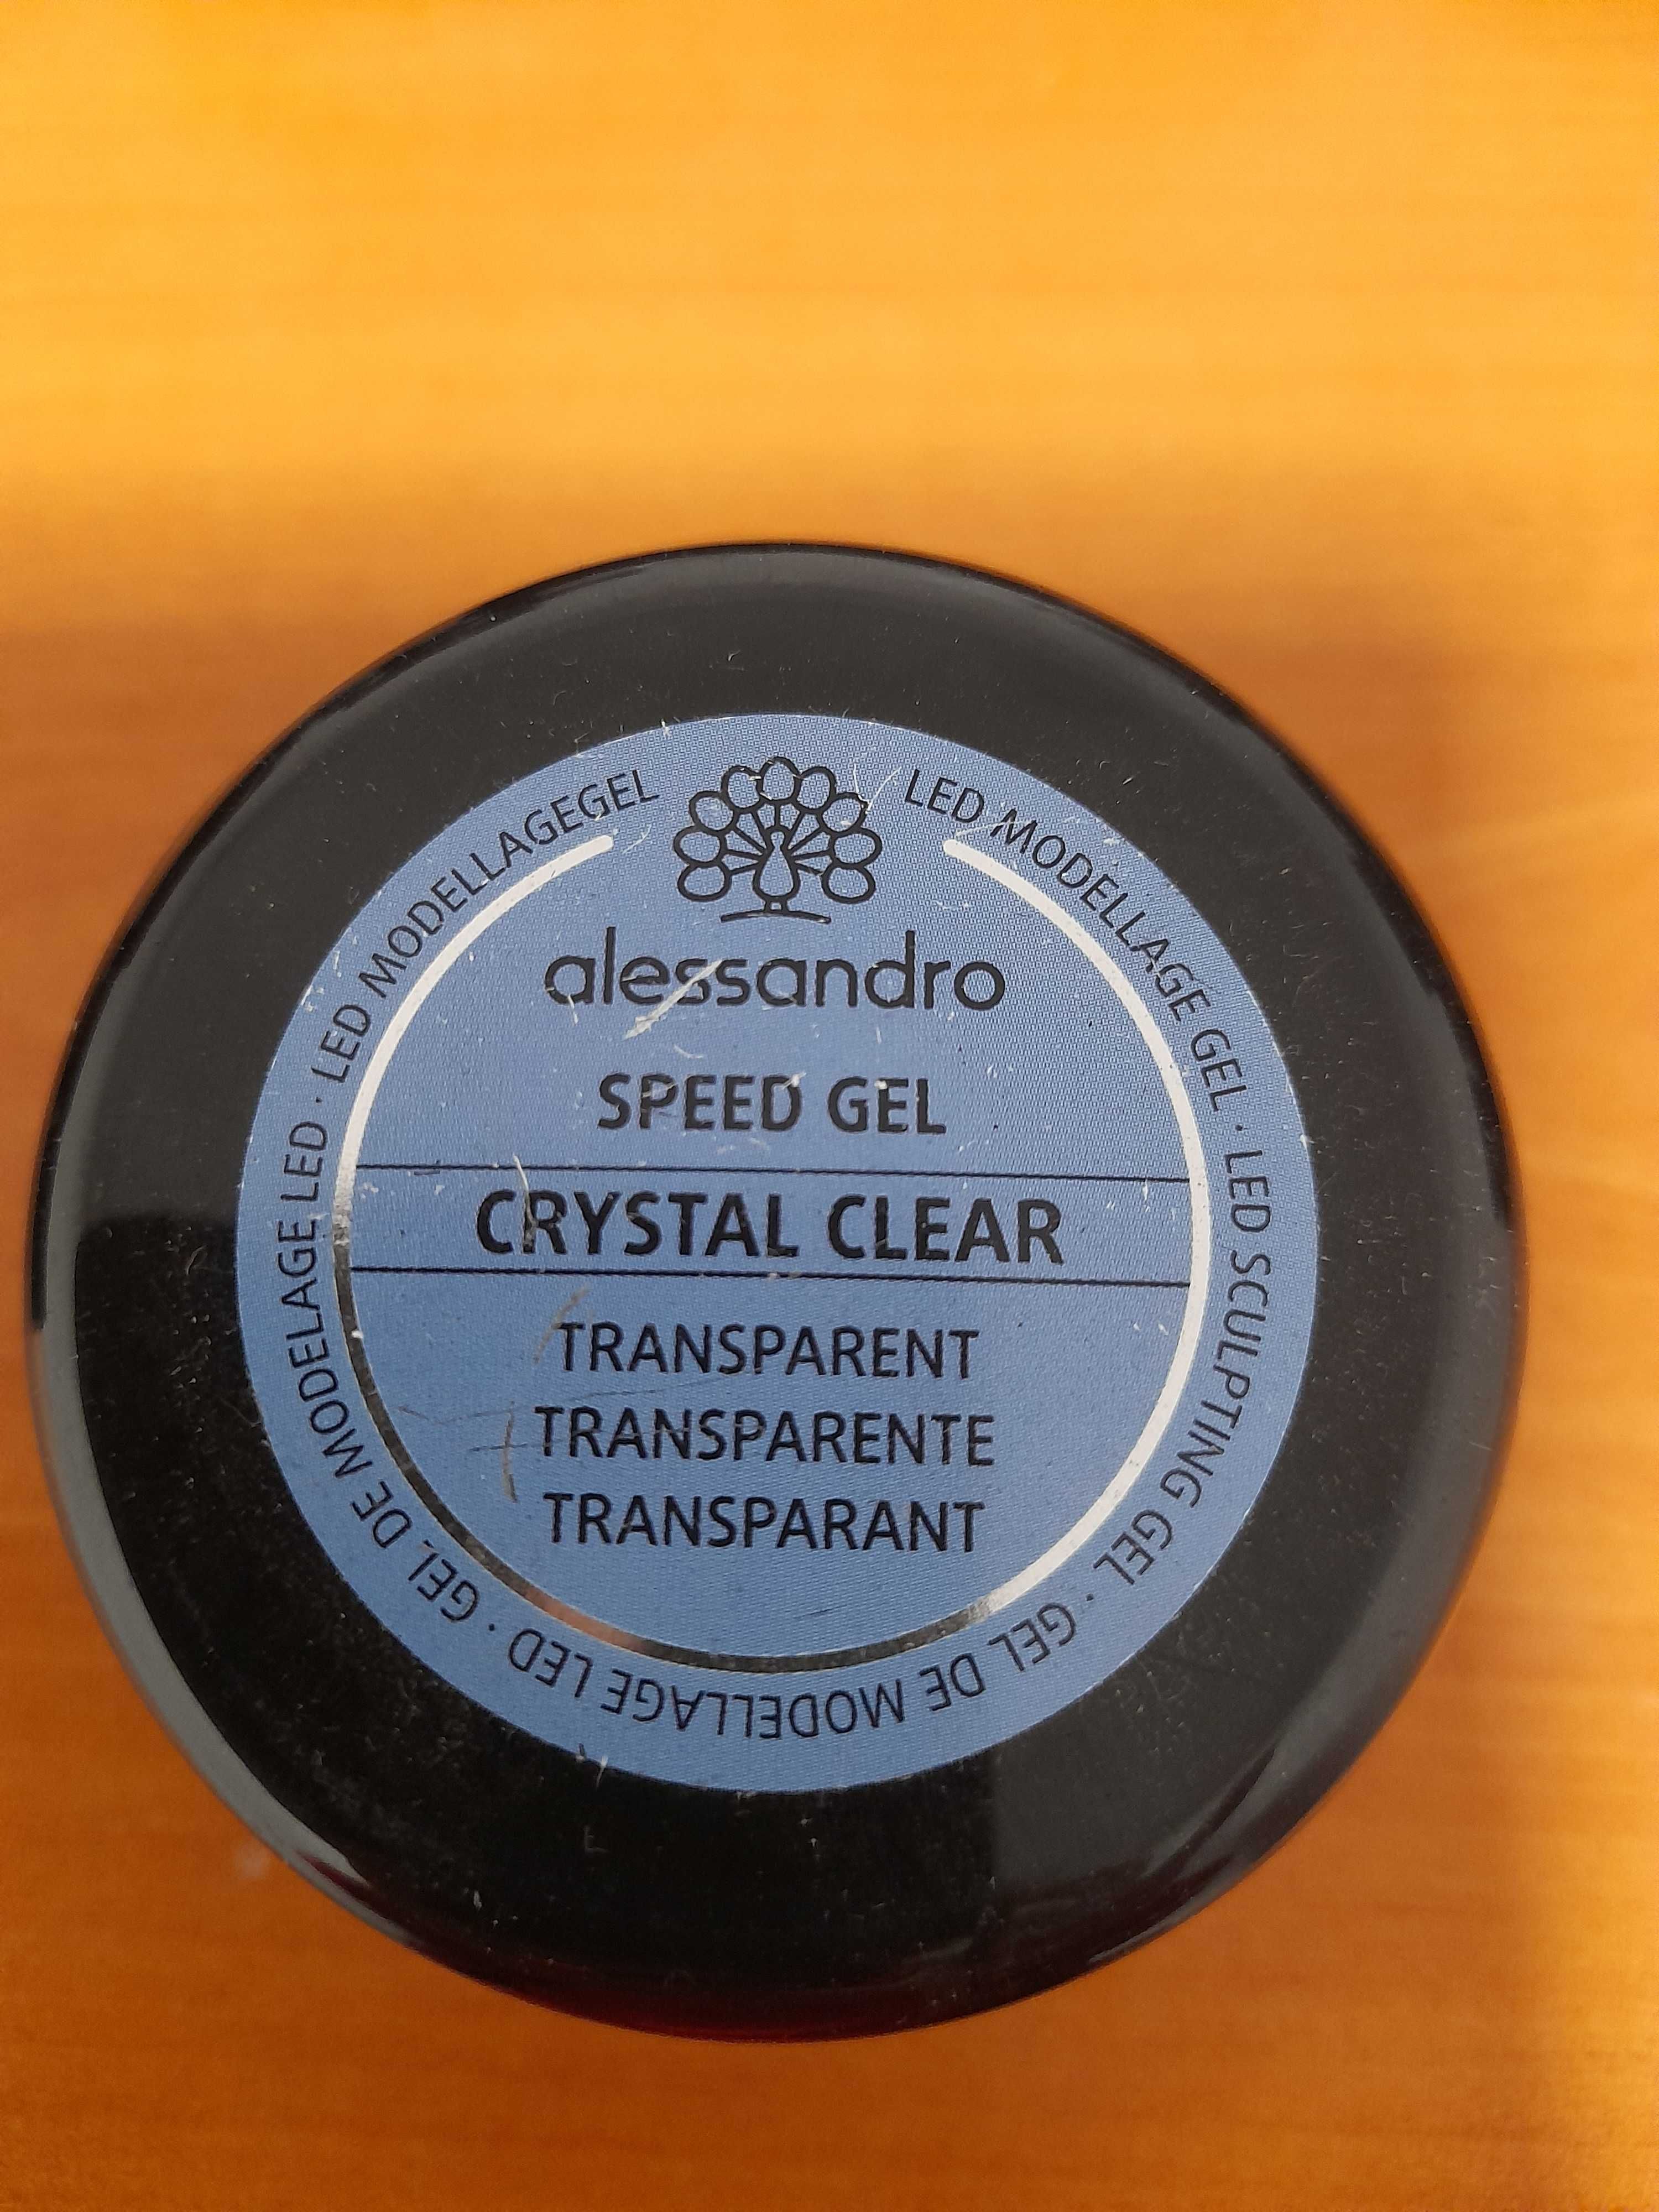 alessandro
SPEED GEL
CRYSTAL CLEAR
TRANSPARENT
TRANSPARENTE
TRANSPARANT
LED MODELLAGE GEL · LED SCULPTING GEL · GEL DE MODELLAGE LED · GEL DE MODELAGE LED · LED MODELLAGEGEL